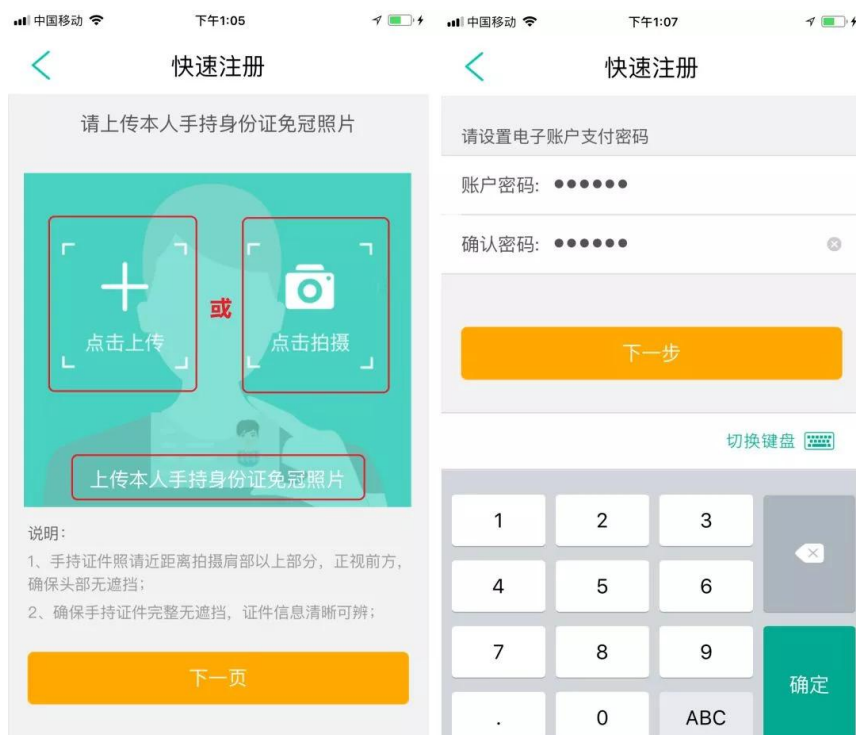 中国移动
下午1:05
快速注册
请上传本人手持身份证免冠照片
点击上传
或
点击拍摄
上传本人手持身份证免冠照片
说明：
1、手持证件照请近距离拍摄肩部以上部分，正视前方，
确保头部无遮挡；
2、确保手持证件完整无遮挡，证件信息清晰可辨；
下一页
中国移动
下午1:07
快速注册
请设置电子账户支付密码
账户密码: ●●●●●●
确认密码: ●●●●●●
下一步
切换键盘
1 2 3
4 5 6
7 8 9
确定
. 0 ABC